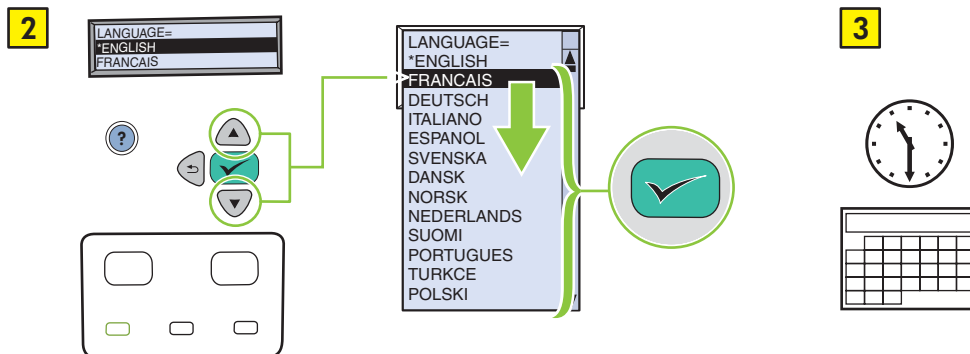 2
LANGUAGE=
*ENGLISH
FRANCAIS
?
LANGUAGE=
*ENGLISH
FRANCAIS
DEUTSCH
ITALIANO
ESPANOL
SVENSKA
DANSK
NORSK
NEDERLANDS
SUOMI
PORTUGUES
TURKCE
POLSKI
3